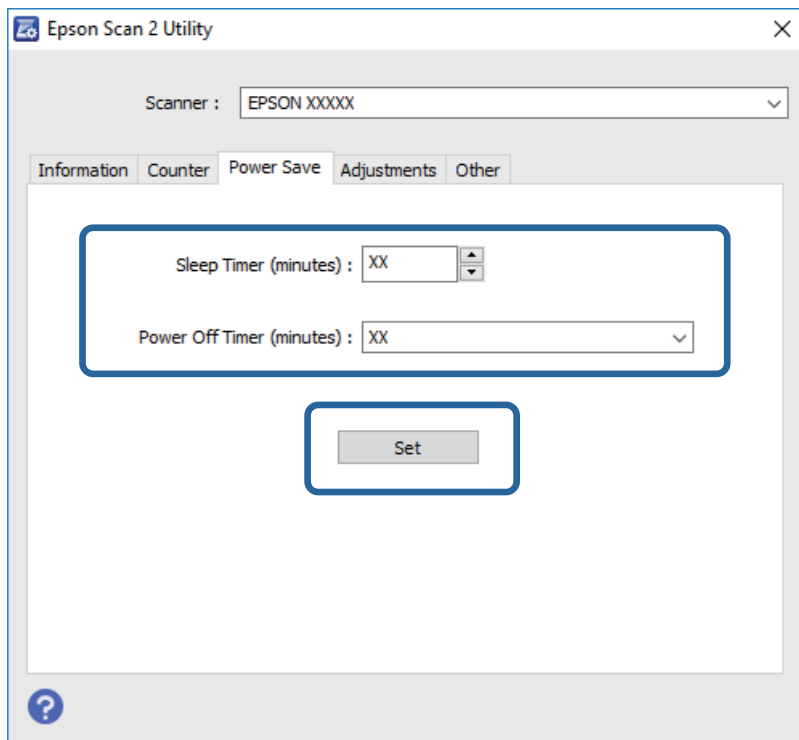 Epson Scan 2 Utility
Scanner : EPSON XXXXX
Information Counter Power Save Adjustments Other
Sleep Timer (minutes) : XX
Power Off Timer (minutes) : XX
Set
?